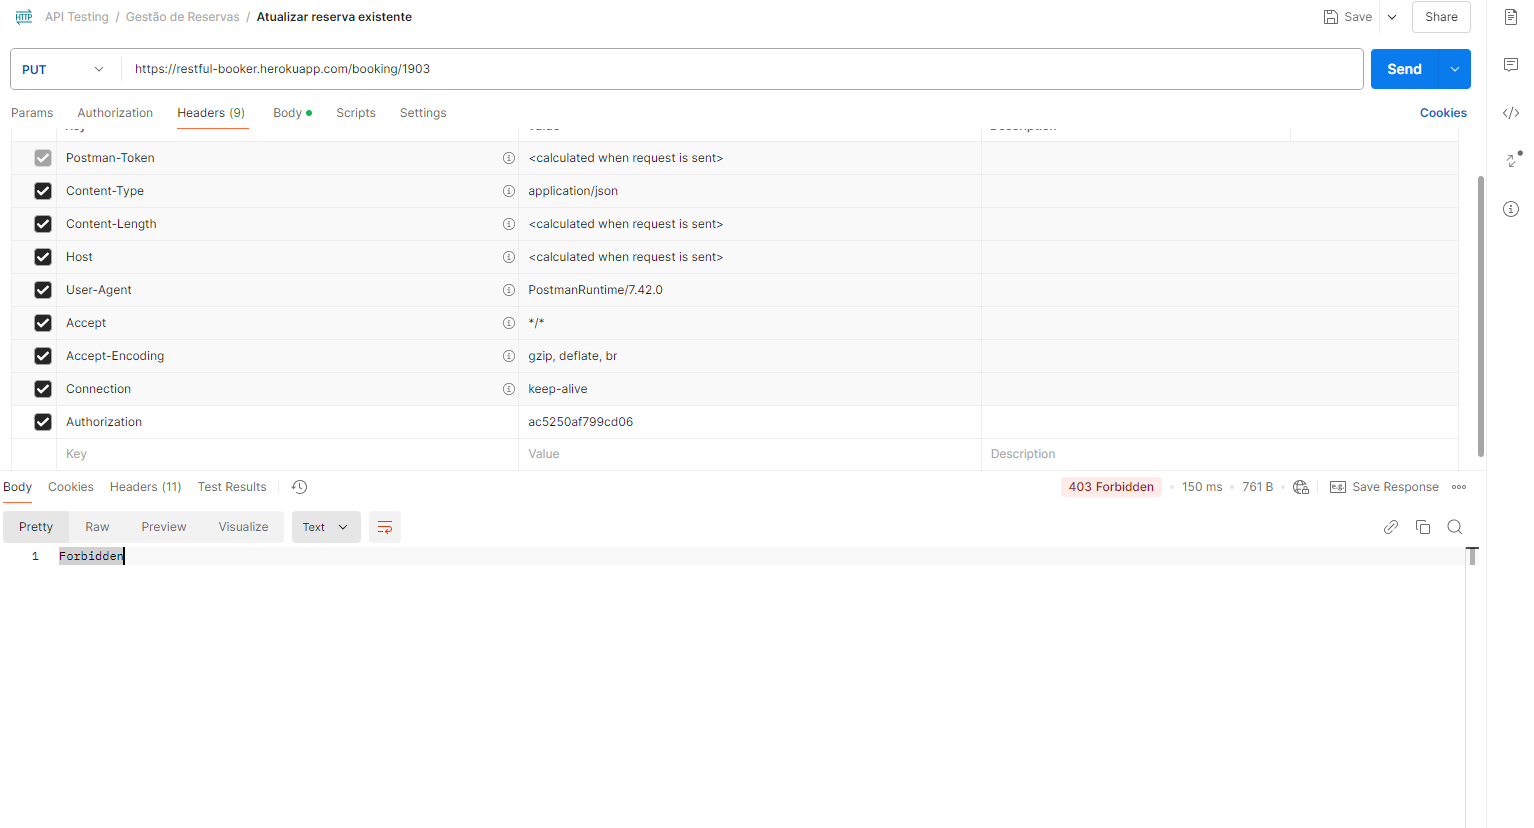 HTTP API Testing / Gestão de Reservas / Atualizar reserva existente Save Share
PUT https://restful-booker.herokuapp.com/booking/1903 Send
Params Authorization Headers (9) Body Scripts Settings Cookies
Key Value Description
Postman-Token <calculated when request is sent>
Content-Type application/json
Content-Length <calculated when request is sent>
Host <calculated when request is sent>
User-Agent PostmanRuntime/7.42.0
Accept */*
Accept-Encoding gzip, deflate, br
Connection keep-alive
Authorization ac5250af799cd06
Key Value Description
Body Cookies Headers (11) Test Results 403 Forbidden 150 ms 761 B e.g. Save Response
Pretty Raw Preview Visualize Text
1 Forbidden